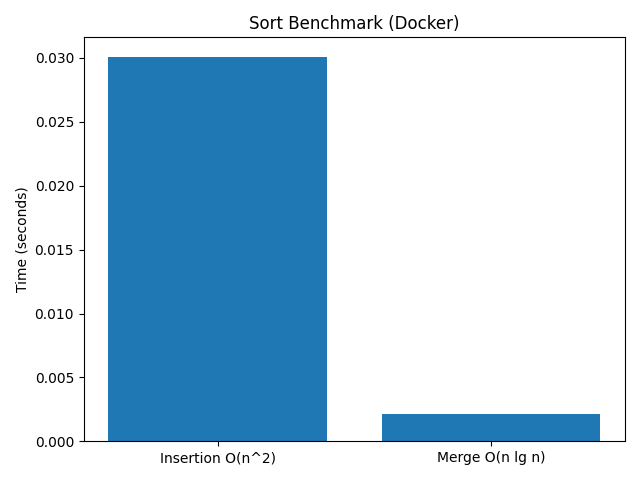 Sort Benchmark (Docker)
0.030
0.025
0.020
0.015
0.010
0.005
0.000
Time (seconds)
Insertion O(n^2)
Merge O(n lg n)